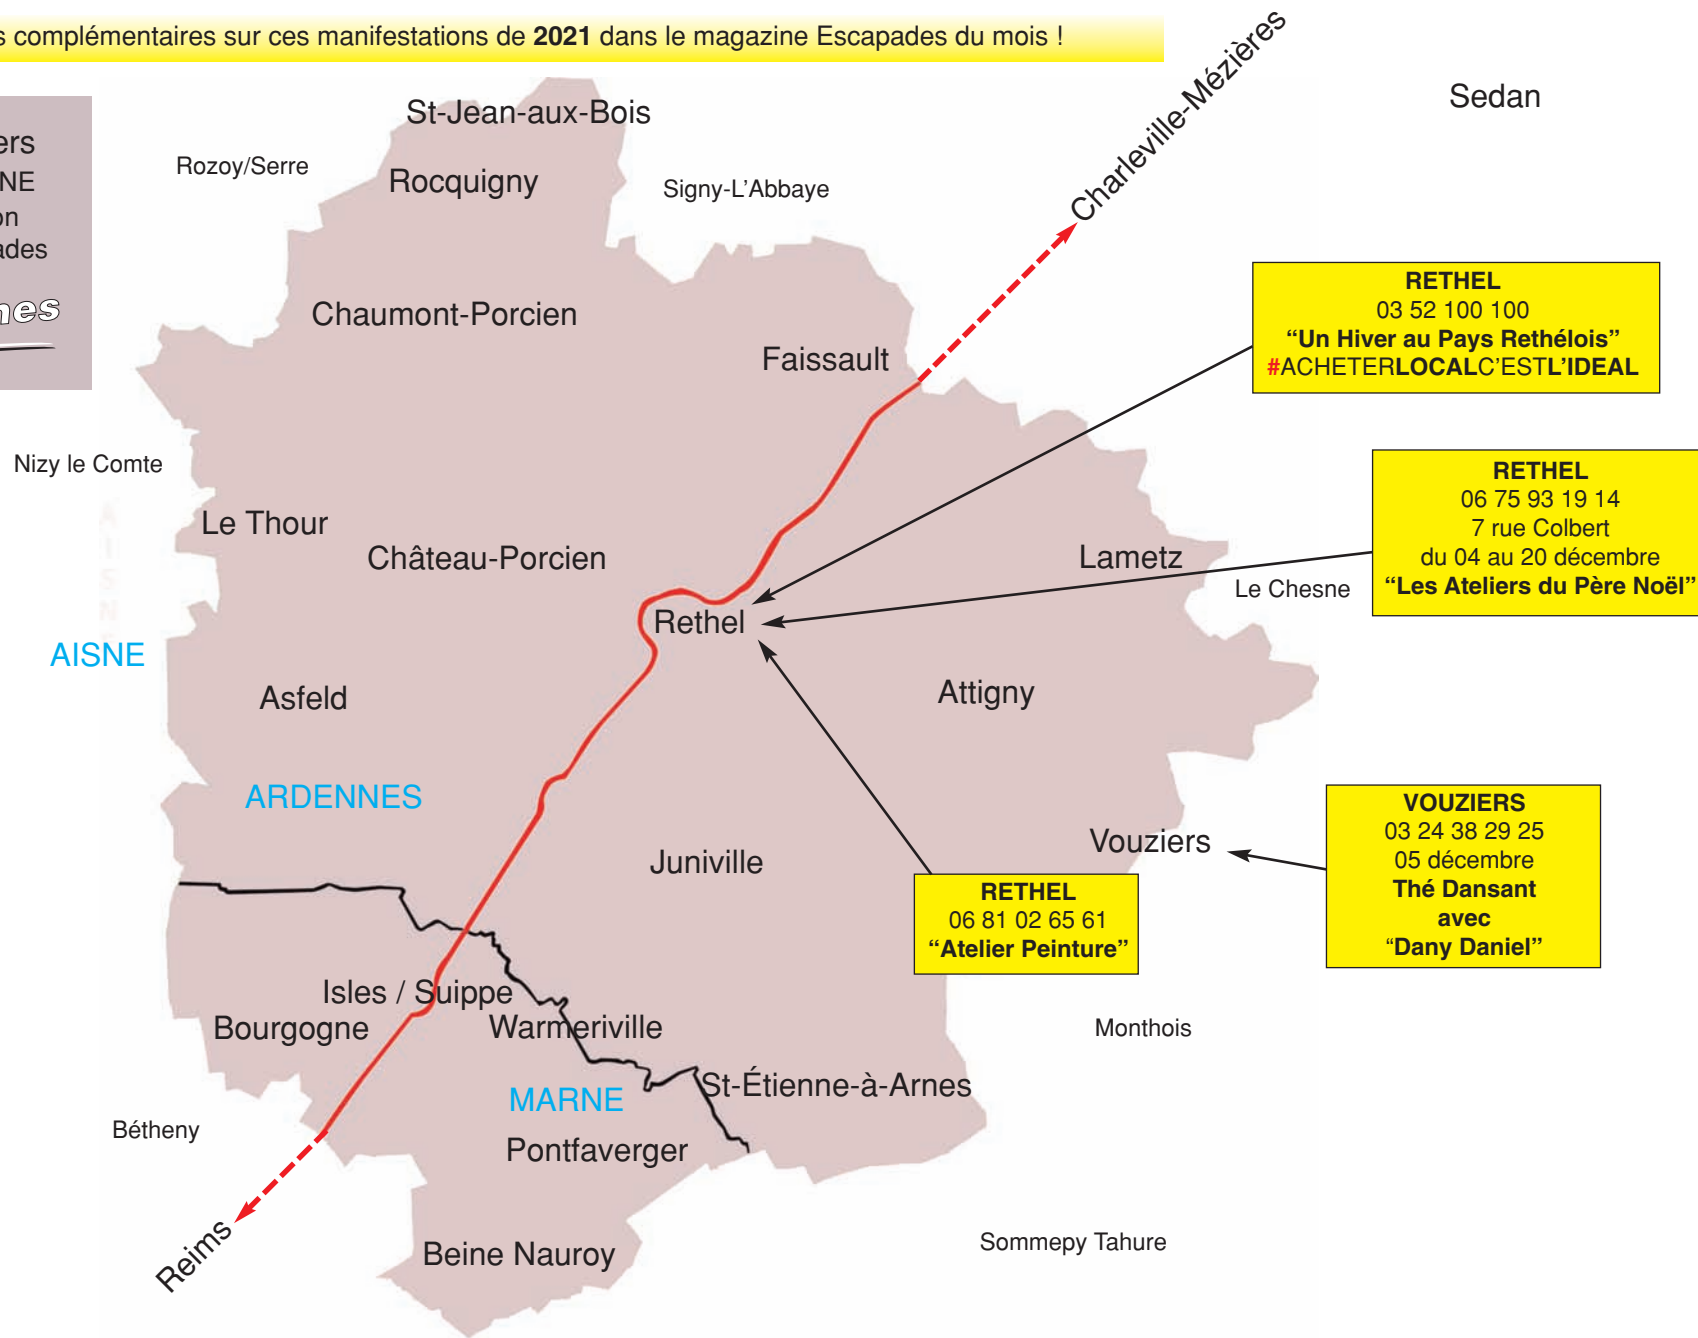 s complémentaires sur ces manifestations de 2021 dans le magazine Escapades du mois !
ers
NE
on
ades
nes
Charleville-Mézières
Sedan
St-Jean-aux-Bois
Rozoy/Serre
Rocquigny
Signy-L'Abbaye
Chaumont-Porcien
Faissault
RETHEL
03 52 100 100
“Un Hiver au Pays Rethélois”
#ACHETERLOCALC'ESTL'IDEAL
Nizy le Comte
Le Thour
Château-Porcien
Lametz
Le Chesne
RETHEL
06 75 93 19 14
7 rue Colbert
du 04 au 20 décembre
“Les Ateliers du Père Noël”
AISNE
Rethel
AISNE
Asfeld
Attigny
ARDENNES
Juniville
Vouziers
VOUZIERS
03 24 38 29 25
05 décembre
Thé Dansant
avec
“Dany Daniel”
RETHEL
06 81 02 65 61
“Atelier Peinture”
Isles / Suippe
Bourgogne
Warmeriville
Monthois
MARNE
St-Étienne-à-Arnes
Bétheny
Pontfaverger
Reims
Beine Nauroy
Sommepy Tahure